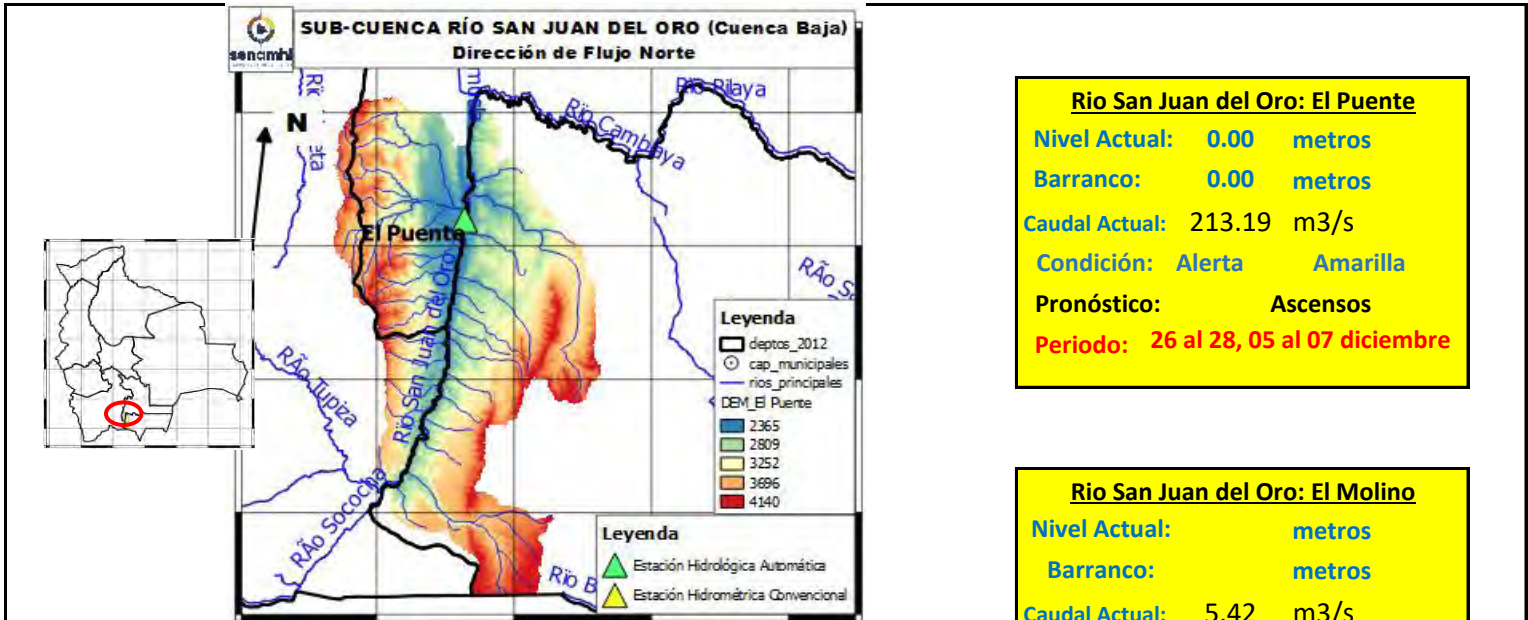 senamhi
SUB-CUENCA RÍO SAN JUAN DEL ORO (Cuenca Baja)
Dirección de Flujo Norte
N
Río Pilaya
Río Camblaya
El Puente
Río San Juan del Oro
RÃo Tupiza
RÃo Sococha
Leyenda
deptos_2012
cap_municipales
rios_principales
DEM_El Puente
2365
2809
3252
3696
4140
Leyenda
Estación Hidrológica Automática
Estación Hidrométrica Convencional
Rio San Juan del Oro: El Puente
Nivel Actual: 0.00 metros
Barranco: 0.00 metros
Caudal Actual: 213.19 m3/s
Condición: Alerta Amarilla
Pronóstico: Ascensos
Periodo: 26 al 28, 05 al 07 diciembre
Rio San Juan del Oro: El Molino
Nivel Actual: metros
Barranco: metros
Caudal Actual: 5.42 m3/s